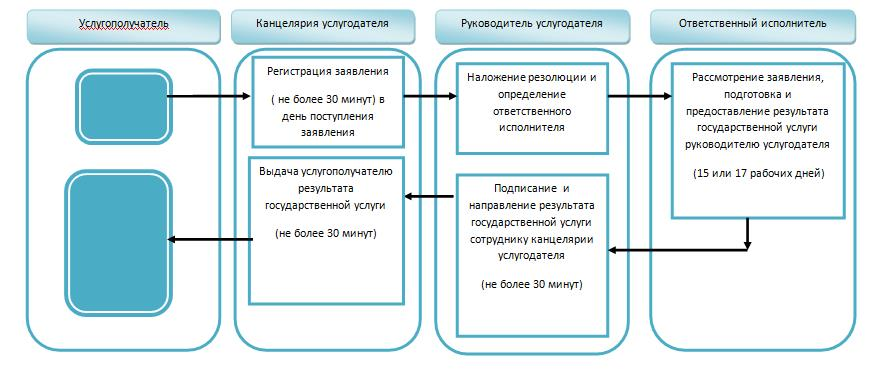 Услугополучатель
Канцелярия услугодателя
Руководитель услугодателя
Ответственный исполнитель
Регистрация заявления
( не более 30 минут) в
день поступления
заявления
Наложение резолюции и
определение
ответственного
исполнителя
Рассмотрение заявления,
подготовка и
предоставление результата
государственной услуги
руководителю услугодателя
(15 или 17 рабочих дней)
Выдача услугополучателю
результата
государственной услуги
(не более 30 минут)
Подписание и
направление результата
государственной услуги
сотруднику канцелярии
услугодателя
(не более 30 минут)